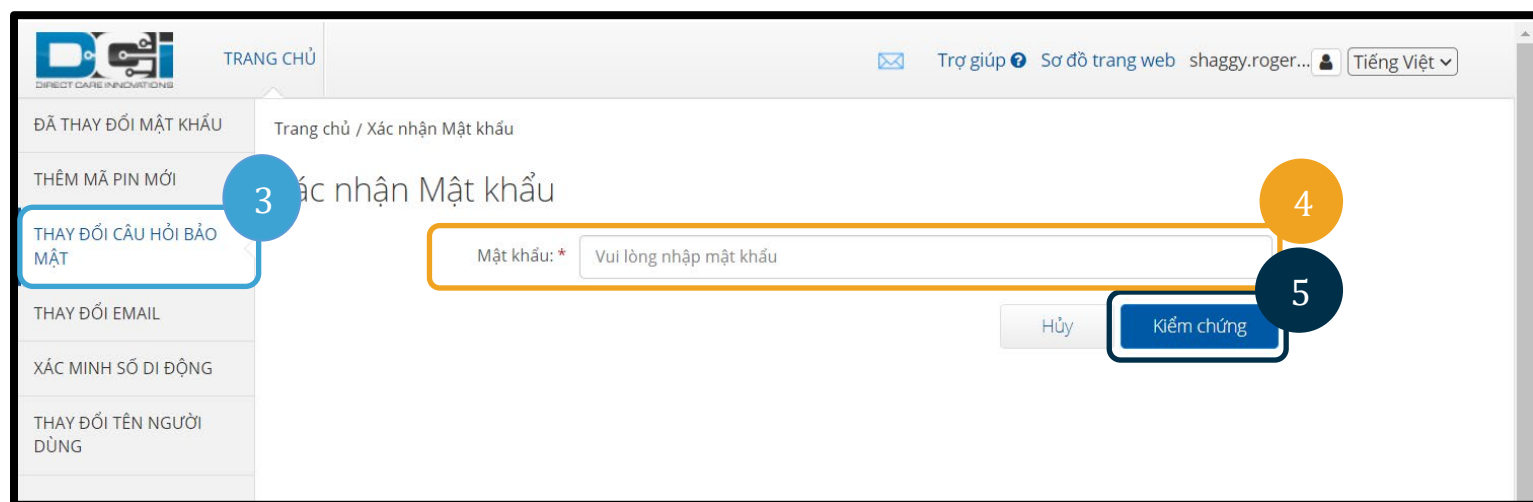 DCI
DIRECT CARE INNOVATIONS
TRANG CHỦ
Trợ giúp ? Sơ đồ trang web shaggy.roger... Tiếng Việt
ĐÃ THAY ĐỔI MẬT KHẨU
Trang chủ / Xác nhận Mật khẩu
THÊM MÃ PIN MỚI
3
ác nhận Mật khẩu
4
THAY ĐỔI CÂU HỎI BẢO
MẬT
Mật khẩu: * Vui lòng nhập mật khẩu
5
THAY ĐỔI EMAIL
Hủy Kiểm chứng
XÁC MINH SỐ DI ĐỘNG
THAY ĐỔI TÊN NGƯỜI
DÙNG